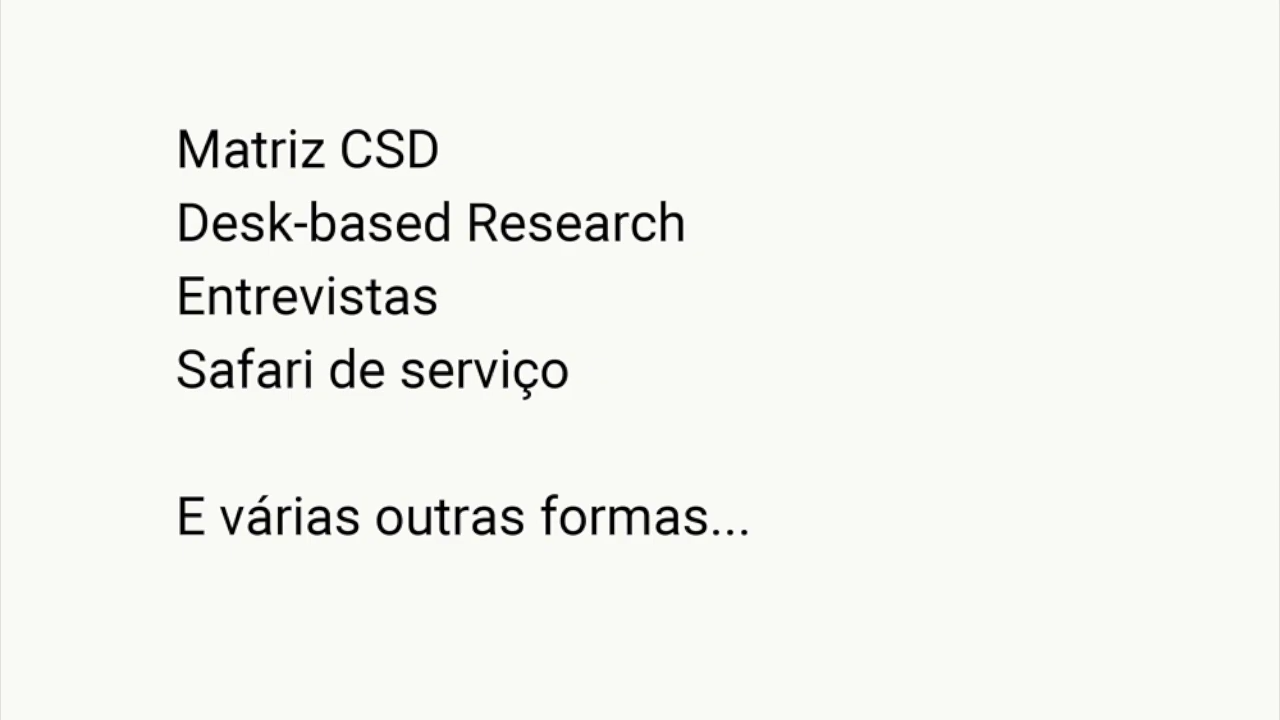 Matriz CSD
Desk-based Research
Entrevistas
Safari de serviço
E várias outras formas...